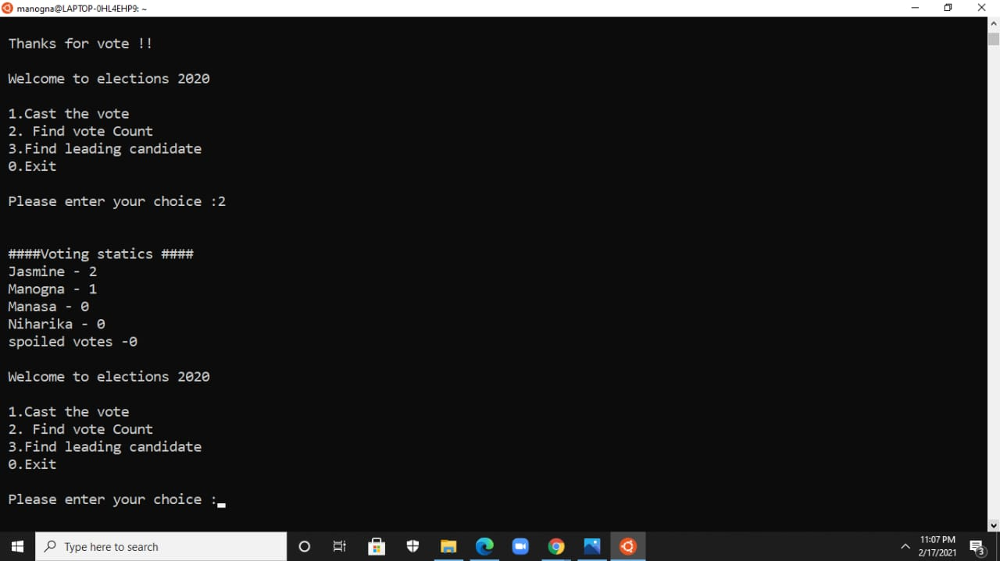 manogna@LAPTOP-0HL4EHP9: ~
Thanks for vote !!
Welcome to elections 2020
1.Cast the vote
2. Find vote Count
3.Find leading candidate
0.Exit
Please enter your choice :2
####Voting statics ####
Jasmine - 2
Manogna - 1
Manasa - 0
Niharika - 0
spoiled votes -0
Welcome to elections 2020
1.Cast the vote
2. Find vote Count
3.Find leading candidate
0.Exit
Please enter your choice :
Type here to search
11:07 PM
2/17/2021
3